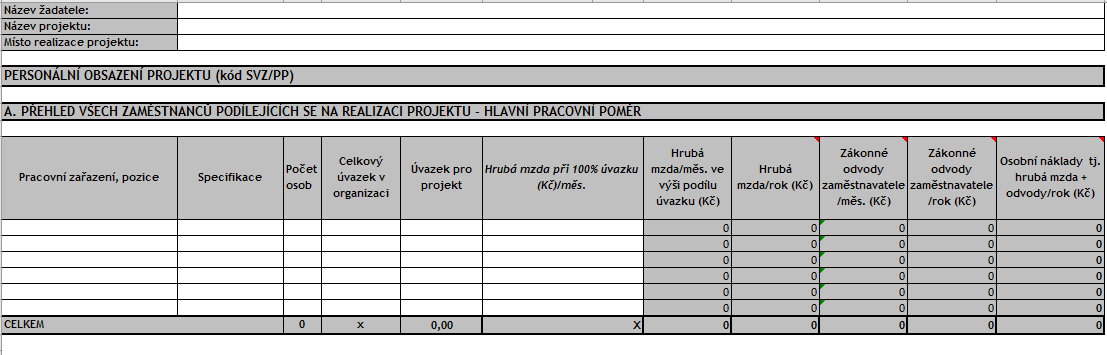 Název žadatele:
Název projektu:
Místo realizace projektu:
PERSONÁLNÍ OBSAZENÍ PROJEKTU (kód SVZ/PP)
A. PŘEHLED VŠECH ZAMĚSTNANCŮ PODÍLEJÍCÍCH SE NA REALIZACI PROJEKTU - HLAVNÍ PRACOVNÍ POMĚR
Pracovní zařazení, pozice
Specifikace
Počet
osob
Celkový
úvazek v
organizaci
Úvazek pro
projekt
Hrubá mzda při 100% úvazku
(Kč)/měs.
Hrubá
mzda/měs. ve
výši podílu
úvazku (Kč)
Hrubá
mzda/rok (Kč)
Zákonné
odvody
zaměstnavatele
/měs. (Kč)
Zákonné
odvody
zaměstnavatele
/rok (Kč)
Osobní náklady tj.
hrubá mzda +
odvody/rok (Kč)
0 0 0 0 0
0 0 0 0 0
0 0 0 0 0
0 0 0 0 0
0 0 0 0 0
0 0 0 0 0
CELKEM 0 x 0,00 X 0 0 0 0 0